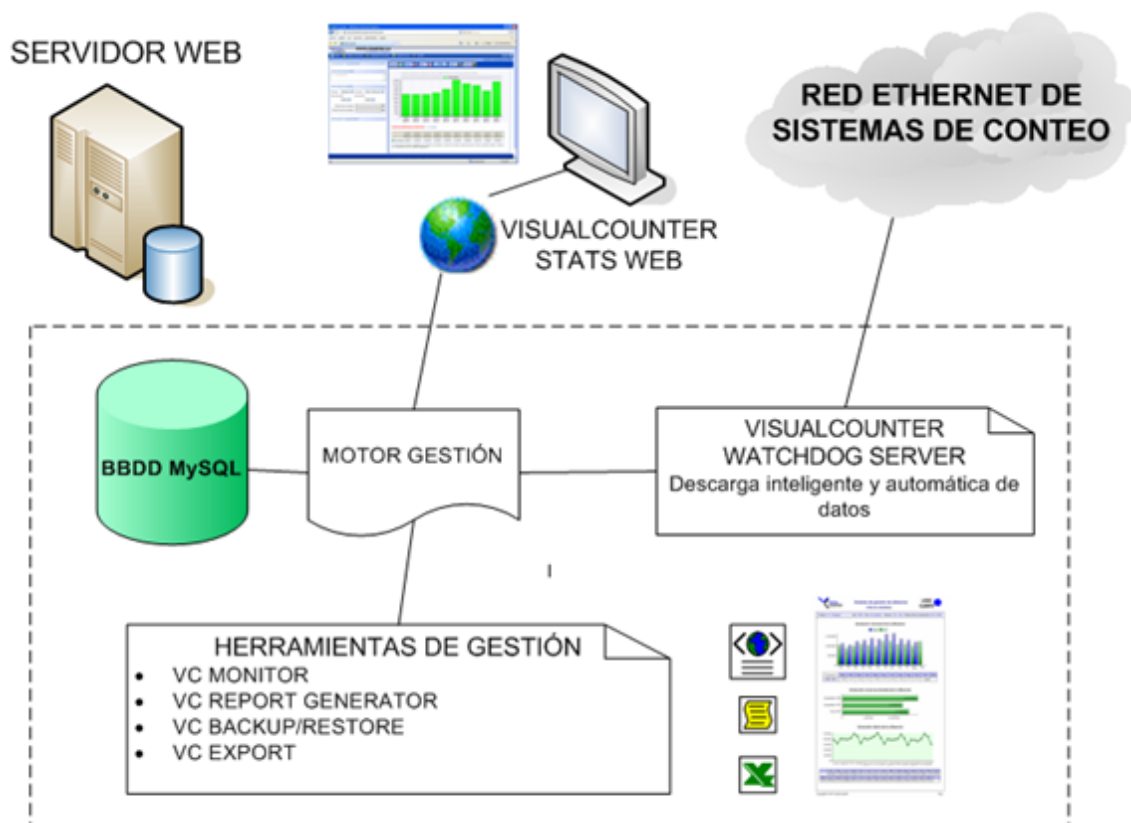 SERVIDOR WEB
RED ETHERNET DE
SISTEMAS DE CONTEO
VISUALCOUNTER
STATS WEB
BBDD MySQL
MOTOR GESTIÓN
VISUALCOUNTER
WATCHDOG SERVER
Descarga inteligente y automática de
datos
I
HERRAMIENTAS DE GESTIÓN
• VC MONITOR
• VC REPORT GENERATOR
• VC BACKUP/RESTORE
• VC EXPORT